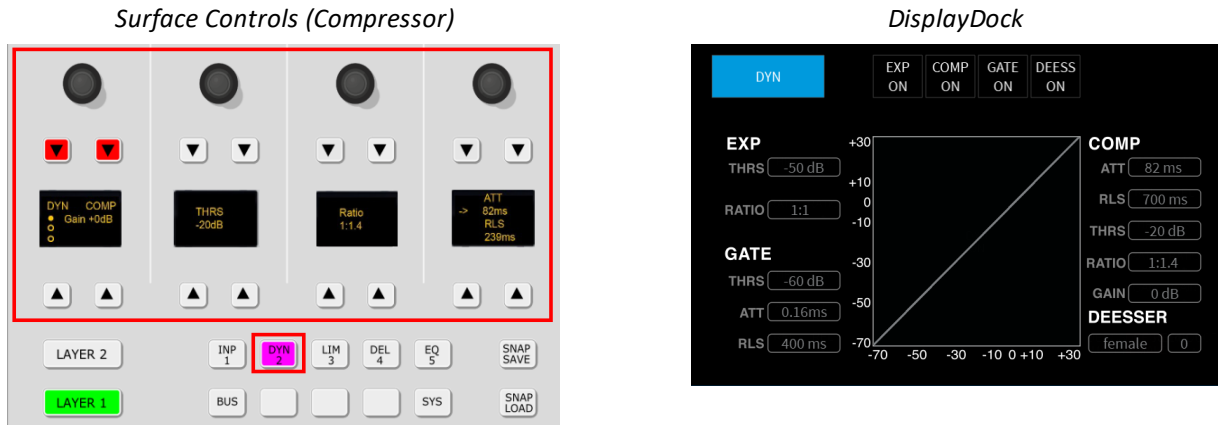 Surface Controls (Compressor)
DisplayDock
DYN COMP
Gain +0dB
THRS
-20dB
Ratio
1:1.4
ATT
-> 82ms
RLS
239ms
LAYER 2
INP
1
DYN
2
LIM
3
DEL
4
EQ
5
SNAP
SAVE
LAYER 1
BUS
SYS
SNAP
LOAD
DYN
EXP
ON
COMP
ON
GATE
ON
DEESS
ON
EXP
THRS -50 dB
RATIO 1:1
GATE
THRS -60 dB
ATT 0.16ms
RLS 400 ms
+30
+10
0
-10
-30
-50
-70
-70 -50 -30 -10 0 +10 +30
COMP
ATT 82 ms
RLS 700 ms
THRS -20 dB
RATIO 1:1.4
GAIN 0 dB
DEESSER
female 0